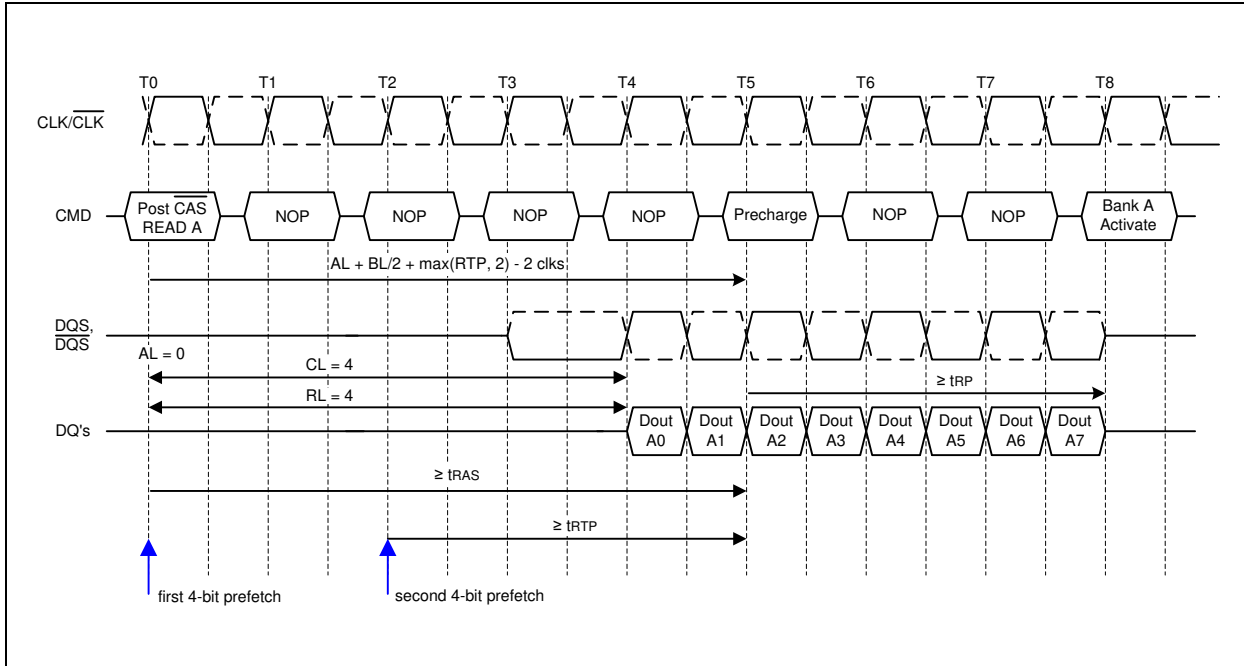 T0 T1 T2 T3 T4 T5 T6 T7 T8
CLK/C̅L̅K̅
CMD
Post C̅A̅S̅
READ A
NOP
NOP
NOP
NOP
Precharge
NOP
NOP
Bank A
Activate
AL + BL/2 + max(RTP, 2) - 2 clks
DQS,
D̅Q̅S̅
AL = 0
CL = 4
≥ tRP
RL = 4
DQ's
Dout
A0
Dout
A1
Dout
A2
Dout
A3
Dout
A4
Dout
A5
Dout
A6
Dout
A7
≥ tRAS
≥ tRTP
first 4-bit prefetch
second 4-bit prefetch